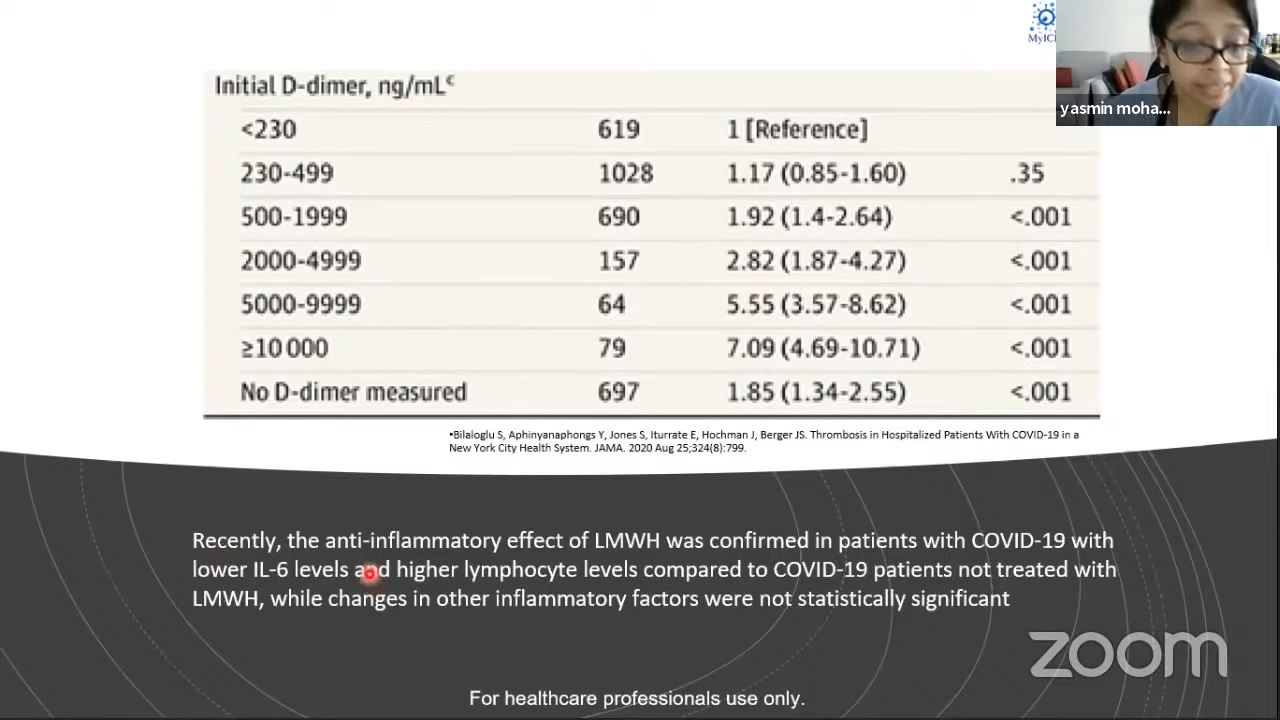 MyICI
Initial D-dimer, ng/mLᶜ
<230 619 1 [Reference]
230-499 1028 1.17 (0.85-1.60) .35
500-1999 690 1.92 (1.4-2.64) <.001
2000-4999 157 2.82 (1.87-4.27) <.001
5000-9999 64 5.55 (3.57-8.62) <.001
≥10 000 79 7.09 (4.69-10.71) <.001
No D-dimer measured 697 1.85 (1.34-2.55) <.001
yasmin moha...
•Bilaloglu S, Aphinyanaphongs Y, Jones S, Iturrate E, Hochman J, Berger JS. Thrombosis in Hospitalized Patients With COVID-19 in a
New York City Health System. JAMA. 2020 Aug 25;324(8):799.
Recently, the anti-inflammatory effect of LMWH was confirmed in patients with COVID-19 with
lower IL-6 levels and higher lymphocyte levels compared to COVID-19 patients not treated with
LMWH, while changes in other inflammatory factors were not statistically significant
zoom
For healthcare professionals use only.